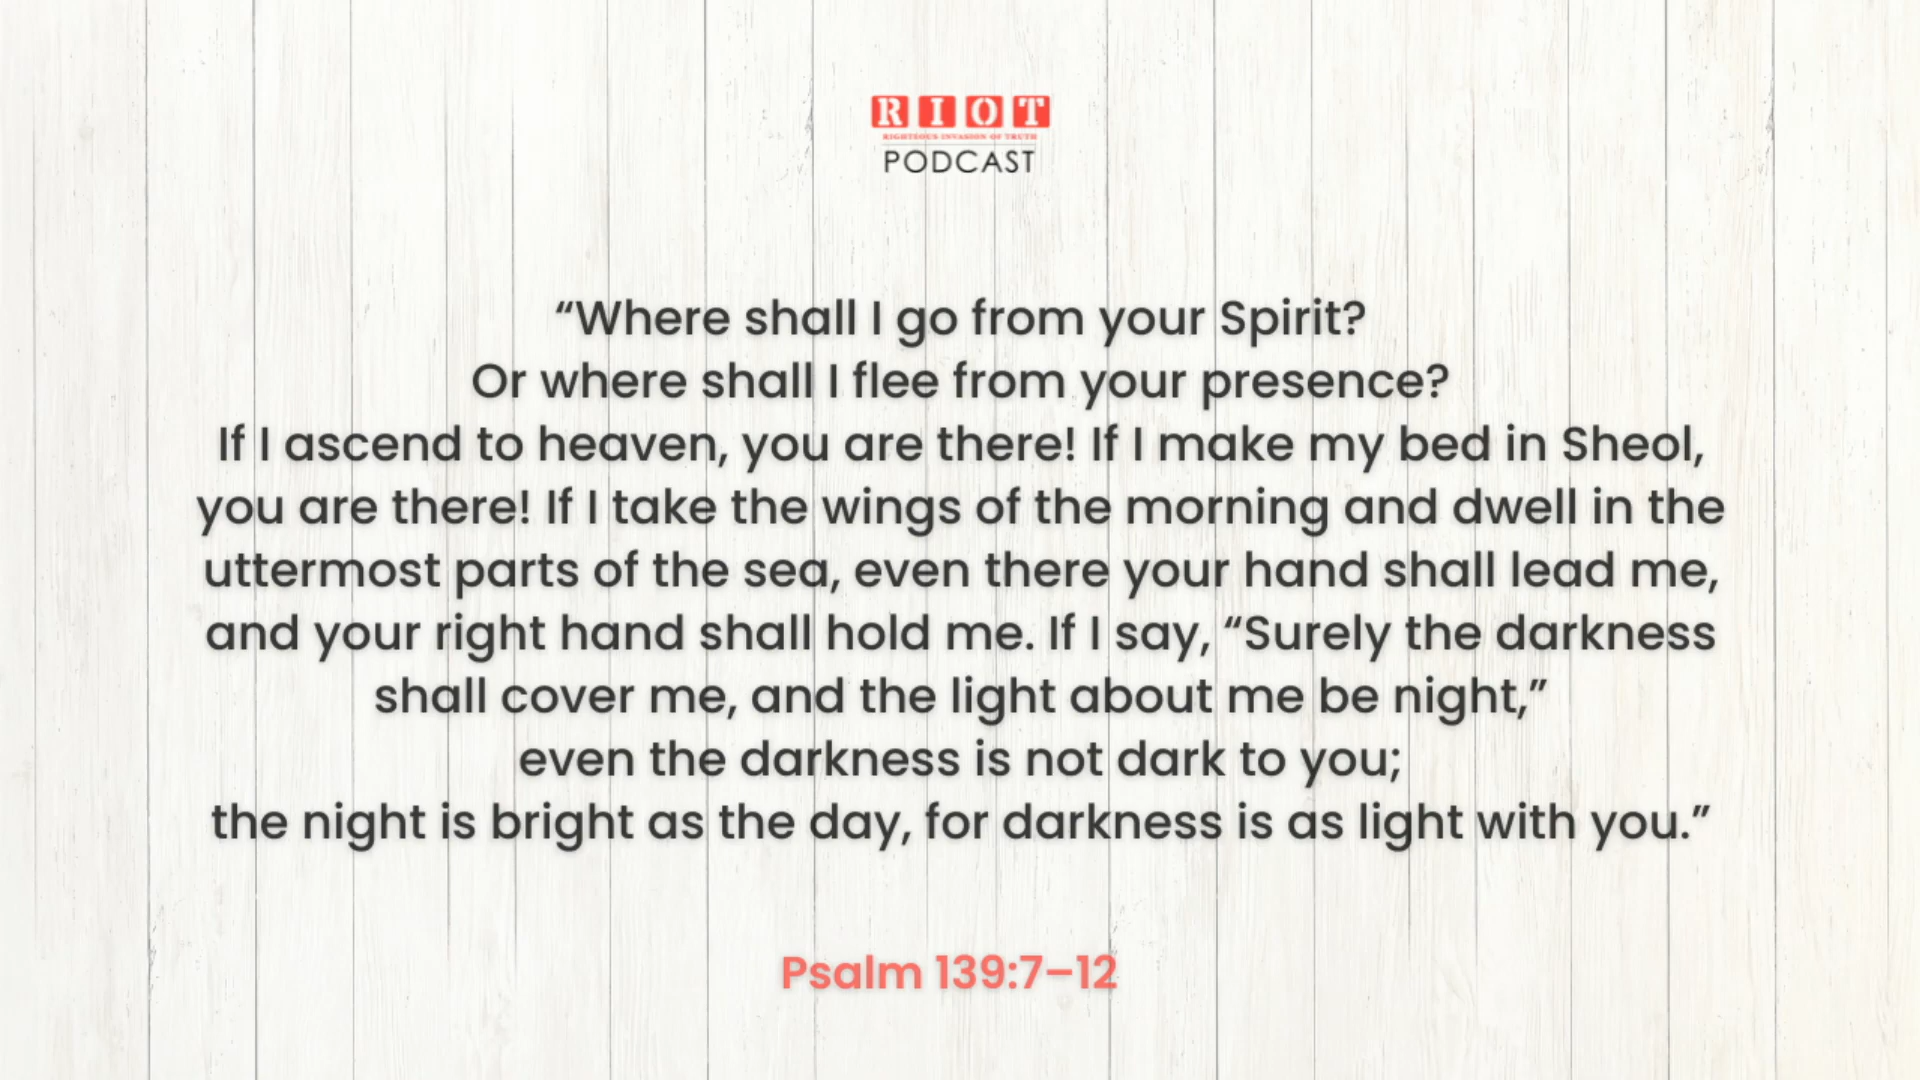 RIOT
RIGHTEOUS INVASION OF TRUTH
PODCAST
“Where shall I go from your Spirit?
Or where shall I flee from your presence?
If I ascend to heaven, you are there! If I make my bed in Sheol,
you are there! If I take the wings of the morning and dwell in the
uttermost parts of the sea, even there your hand shall lead me,
and your right hand shall hold me. If I say, “Surely the darkness
shall cover me, and the light about me be night,”
even the darkness is not dark to you;
the night is bright as the day, for darkness is as light with you.”
Psalm 139:7–12